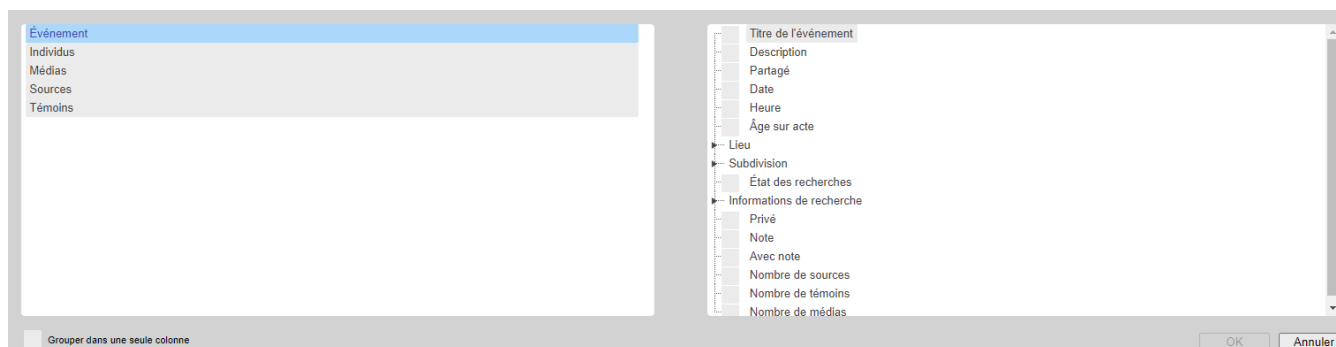 Événement
Individus
Médias
Sources
Témoins
Titre de l'événement
Description
Partagé
Date
Heure
Âge sur acte
Lieu
Subdivision
État des recherches
Informations de recherche
Privé
Note
Avec note
Nombre de sources
Nombre de témoins
Nombre de médias
Grouper dans une seule colonne
OK
Annuler